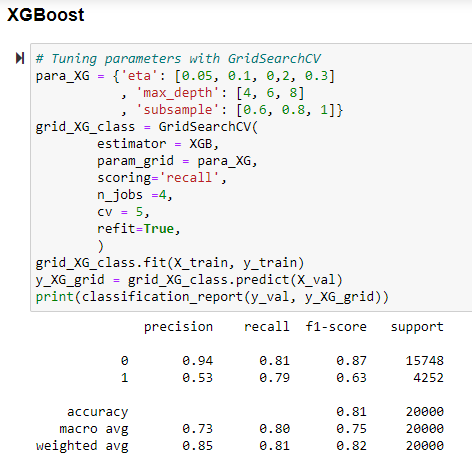 XGBoost
# Tuning parameters with GridSearchCV
para_XG = {'eta': [0.05, 0.1, 0,2, 0.3]
, 'max_depth': [4, 6, 8]
, 'subsample': [0.6, 0.8, 1]}
grid_XG_class = GridSearchCV(
estimator = XGB,
param_grid = para_XG,
scoring='recall',
n_jobs =4,
cv = 5,
refit=True,
)
grid_XG_class.fit(X_train, y_train)
y_XG_grid = grid_XG_class.predict(X_val)
print(classification_report(y_val, y_XG_grid))
precision recall f1-score support
0 0.94 0.81 0.87 15748
1 0.53 0.79 0.63 4252
accuracy 0.81 20000
macro avg 0.73 0.80 0.75 20000
weighted avg 0.85 0.81 0.82 20000